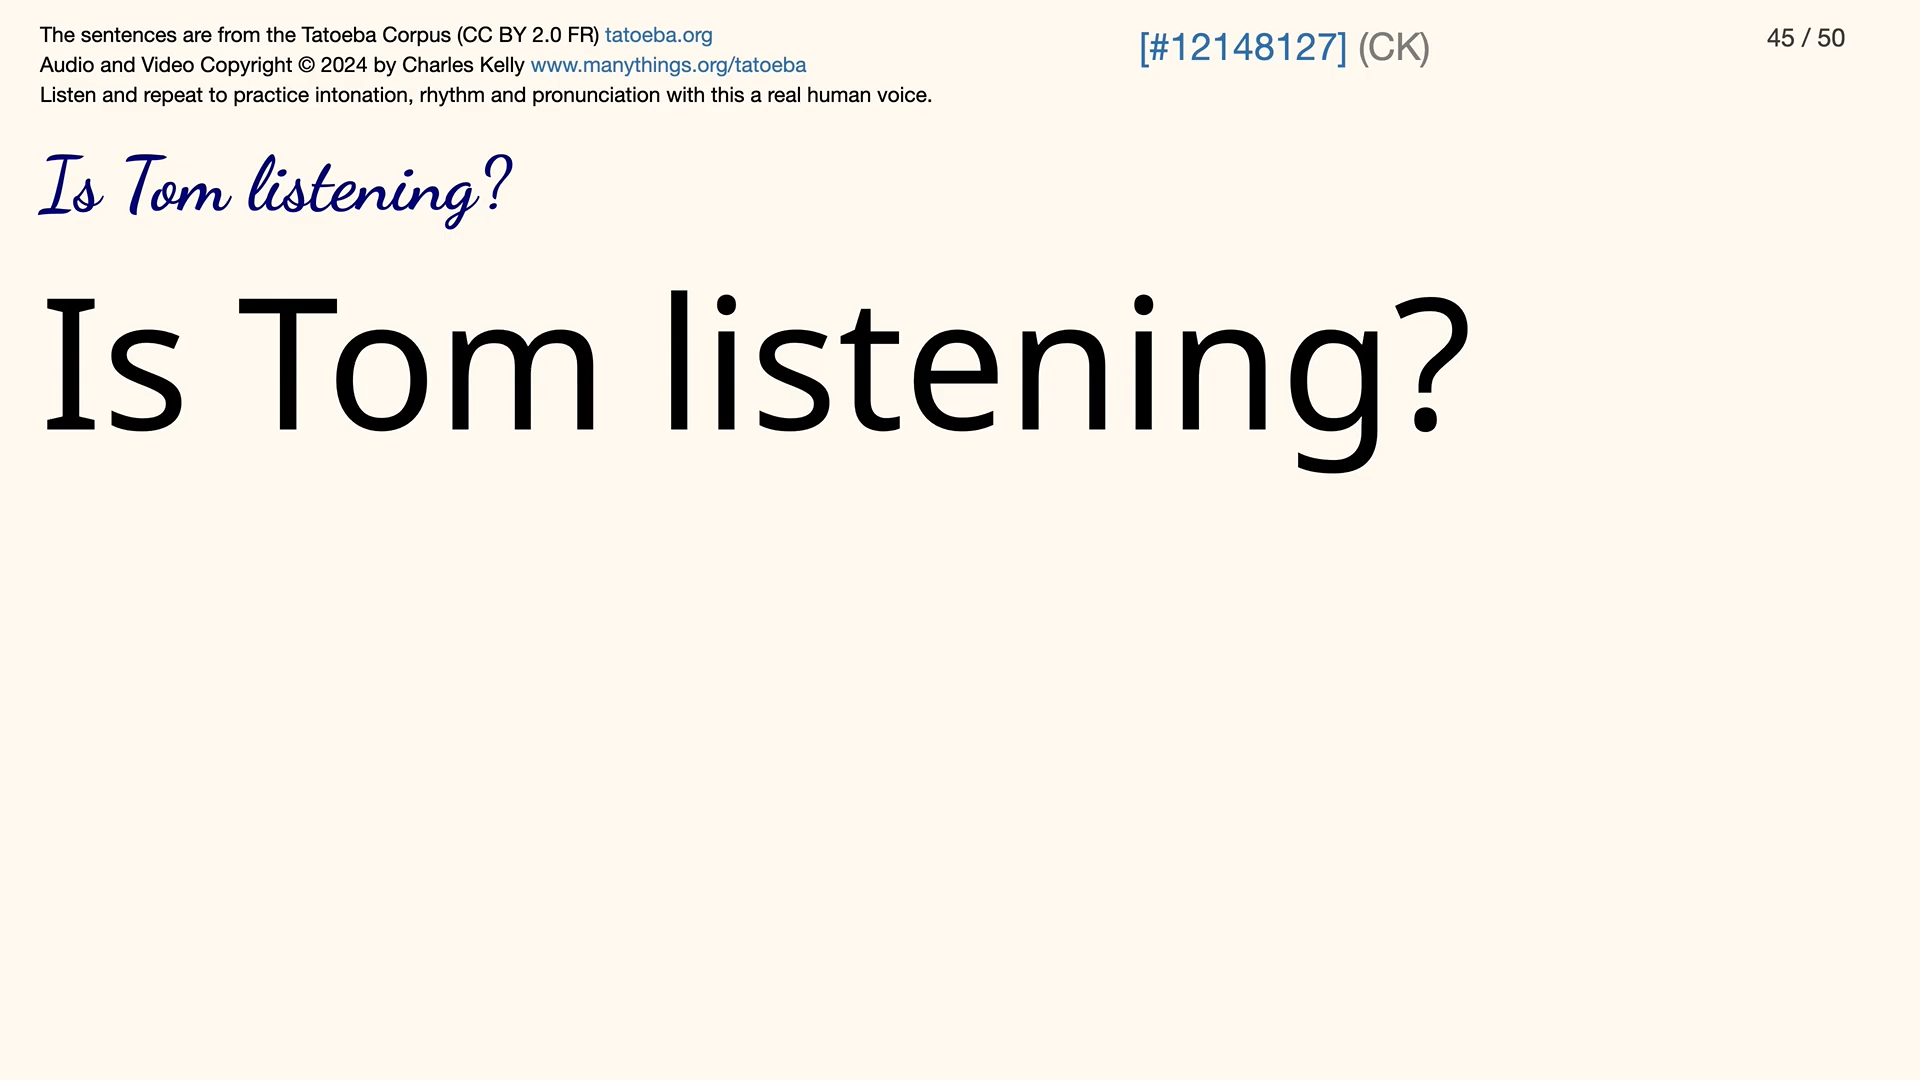 The sentences are from the Tatoeba Corpus (CC BY 2.0 FR) tatoeba.org
Audio and Video Copyright © 2024 by Charles Kelly www.manythings.org/tatoeba
Listen and repeat to practice intonation, rhythm and pronunciation with this a real human voice.
[#12148127] (CK)
45 / 50
Is Tom listening?
Is Tom listening?